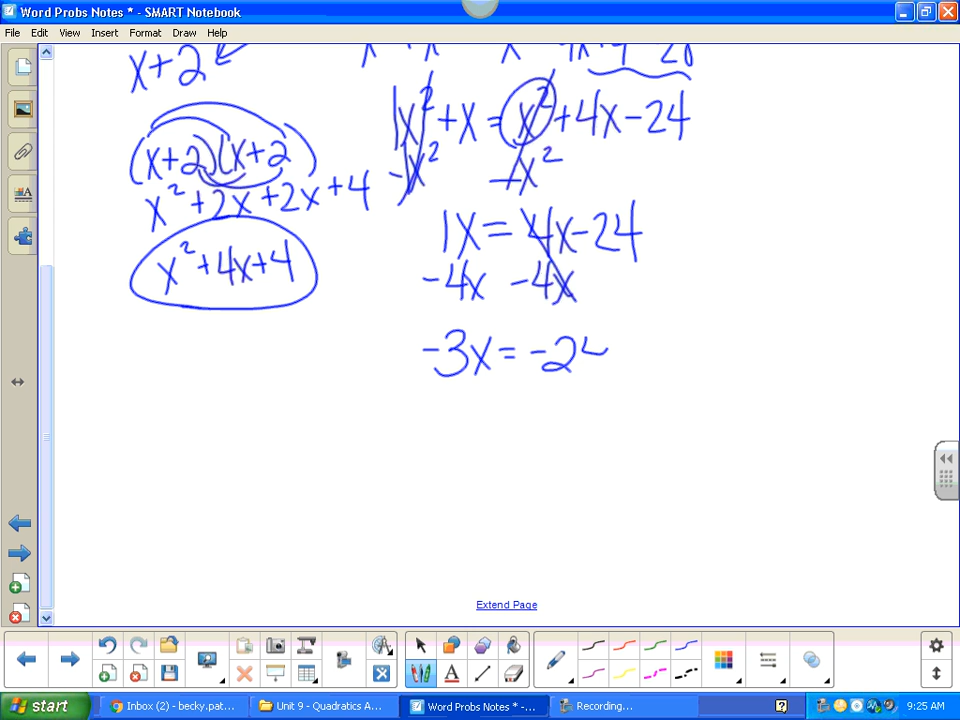 Word Probs Notes * - SMART Notebook
File Edit View Insert Format Draw Help
x+2
(x+2)(x+2)
x²+2x+2x+4
x²+4x+4
1x²+x=x²+4x-24
-x² -x²
1x=4x-24
-4x -4x
-3x=-24
Extend Page
start
Inbox (2) - becky.pat...
Unit 9 - Quadratics A...
Word Probs Notes * -...
Recording...
9:25 AM